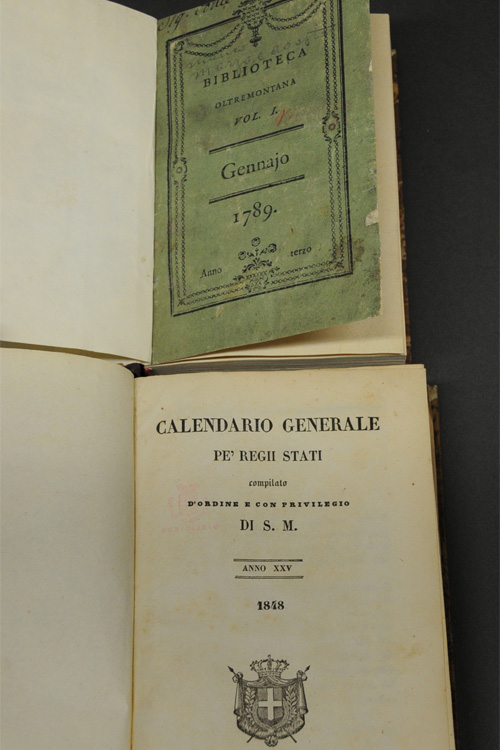 BIBLIOTECA
OLTREMONTANA
VOL. I.
Gennajo
1789.
Anno terzo
CALENDARIO GENERALE
PE' REGII STATI
compilato
D'ORDINE E CON PRIVILEGIO
DI S. M.
ANNO XXV
1848